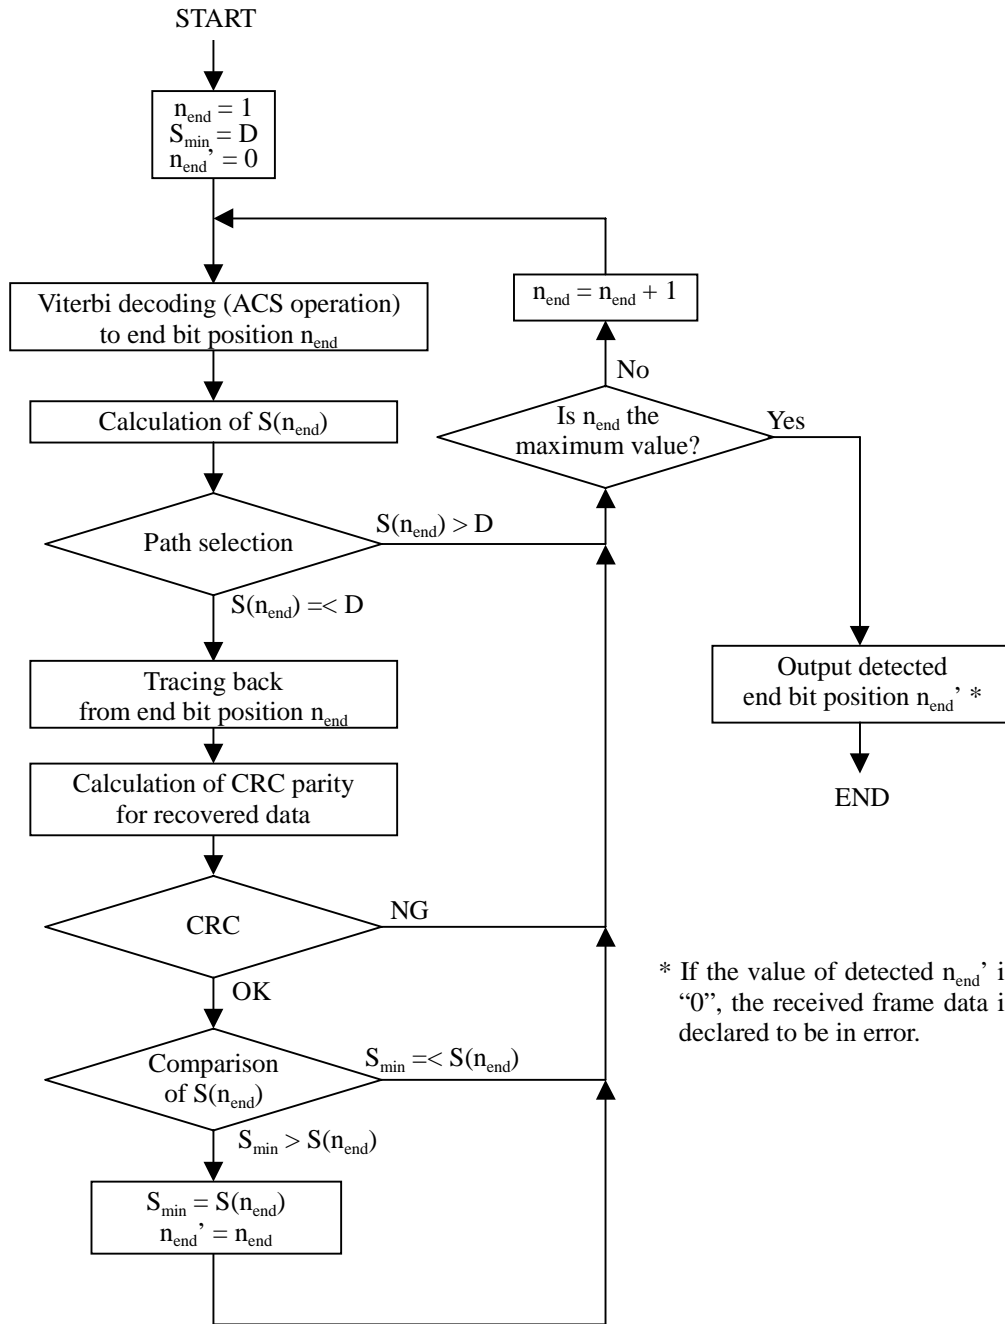 START
n_end = 1
S_min = D
n_end’ = 0
Viterbi decoding (ACS operation)
to end bit position n_end
n_end = n_end + 1
No
Calculation of S(n_end)
Is n_end the
maximum value?
Yes
Path selection
S(n_end) > D
S(n_end) =< D
Tracing back
from end bit position n_end
Output detected
end bit position n_end’ *
Calculation of CRC parity
for recovered data
END
CRC
NG
OK
* If the value of detected n_end’ i
“0”, the received frame data i
declared to be in error.
Comparison
of S(n_end)
S_min =< S(n_end)
S_min > S(n_end)
S_min = S(n_end)
n_end’ = n_end